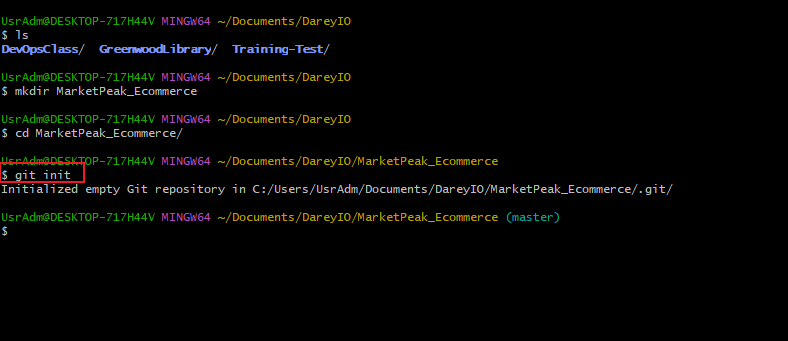 UsrAdm@DESKTOP-717H44V MINGW64 ~/Documents/DareyIO
$ ls
DevOpsClass/  GreenwoodLibrary/  Training-Test/
UsrAdm@DESKTOP-717H44V MINGW64 ~/Documents/DareyIO
$ mkdir MarketPeak_Ecommerce
UsrAdm@DESKTOP-717H44V MINGW64 ~/Documents/DareyIO
$ cd MarketPeak_Ecommerce/
UsrAdm@DESKTOP-717H44V MINGW64 ~/Documents/DareyIO/MarketPeak_Ecommerce
$ git init
Initialized empty Git repository in C:/Users/UsrAdm/Documents/DareyIO/MarketPeak_Ecommerce/.git/
UsrAdm@DESKTOP-717H44V MINGW64 ~/Documents/DareyIO/MarketPeak_Ecommerce (master)
$